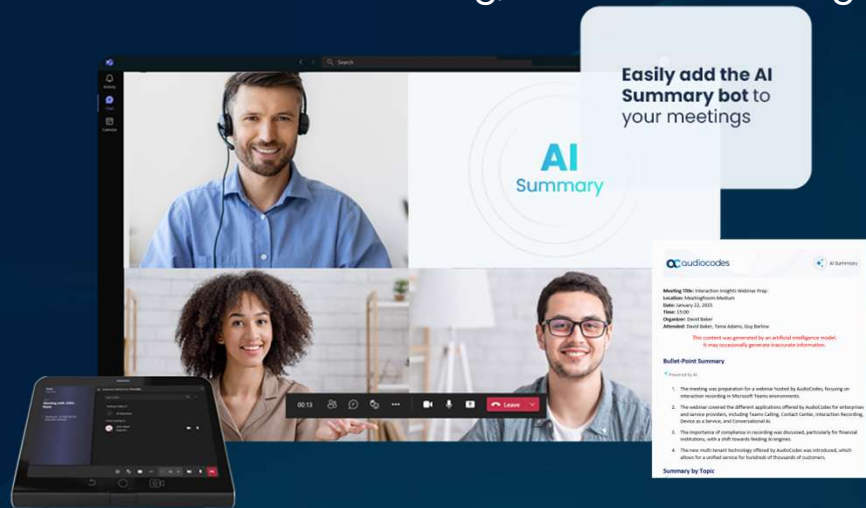 Search
Activity
Chat
Calendar
Easily add the AI
Summary bot to
your meetings
AI
Summary
00:13
Leave
audiocodes
AI Summary
Meeting Title: Interaction Insights Webinar Prep
Location: MeetingRoom-Medium
Date: January 22, 2025
Time: 15:00
Organizer: David Baker
Attended: David Baker, Tania Adams, Guy Barlow
This content was generated by an artificial intelligence model.
It may occasionally generate inaccurate information.
Bullet-Point Summary
Powered by AI
1. The meeting was preparation for a webinar hosted by AudioCodes, focusing on
interaction recording in Microsoft Teams environments.
2. The webinar covered the different applications offered by AudioCodes for enterprises
and service providers, including Teams Calling, Contact Center, Interaction Recording,
Device as a Service, and Conversational AI.
3. The importance of compliance in recording was discussed, particularly for financial
institutions, with a shift towards feeding AI engines.
4. The new multi-tenant technology offered by AudioCodes was introduced, which
allows for a unified service for hundreds of thousands of customers.
Summary by Topic